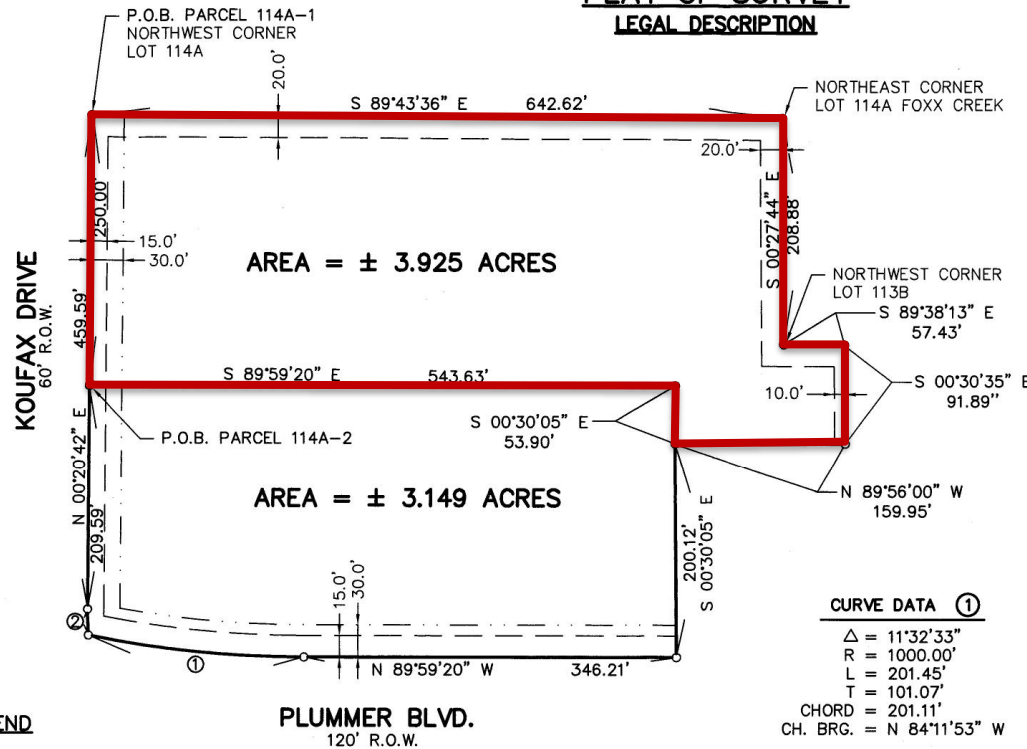 LEGAL DESCRIPTION
P.O.B. PARCEL 114A-1
NORTHWEST CORNER
LOT 114A
20.0'
S 89°43'36" E 642.62'
NORTHEAST CORNER
LOT 114A FOXX CREEK
20.0'
250.00'
15.0'
30.0'
AREA = ± 3.925 ACRES
S 00°27'44" E
208.88'
NORTHWEST CORNER
LOT 113B
S 89°38'13" E
57.43'
KOUFAX DRIVE
60' R.O.W.
459.59'
S 89°59'20" E 543.63'
10.0'
S 00°30'35" E
91.89''
P.O.B. PARCEL 114A-2
S 00°30'05" E
53.90'
N 00°20'42" E
209.59'
AREA = ± 3.149 ACRES
N 89°56'00" W
159.95'
200.12'
S 00°30'05" E
15.0'
30.0'
②
①
N 89°59'20" W 346.21'
PLUMMER BLVD.
120' R.O.W.
CURVE DATA ①
Δ = 11°32'33"
R = 1000.00'
L = 201.45'
T = 101.07'
CHORD = 201.11'
CH. BRG. = N 84°11'53" W